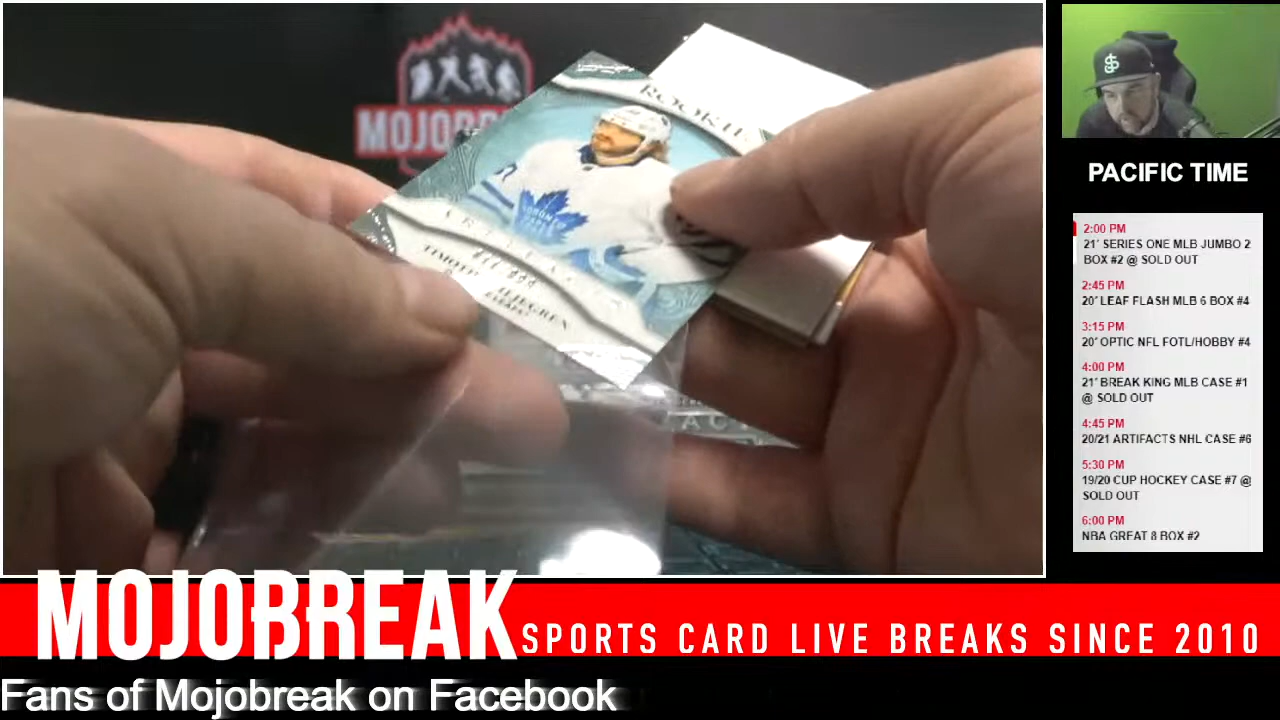 MOJOB
ROOKIE
TORONTO
PACIFIC TIME
2:00 PM
21' SERIES ONE MLB JUMBO 2
BOX #2 @ SOLD OUT
2:45 PM
20' LEAF FLASH MLB 6 BOX #4
3:15 PM
20' OPTIC NFL FOTL/HOBBY #4
4:00 PM
21' BREAK KING MLB CASE #1
@ SOLD OUT
4:45 PM
20/21 ARTIFACTS NHL CASE #6
5:30 PM
19/20 CUP HOCKEY CASE #7 @
SOLD OUT
6:00 PM
NBA GREAT 8 BOX #2
MOJOBREAK
SPORTS CARD LIVE BREAKS SINCE 2010
Fans of Mojobreak on Facebook